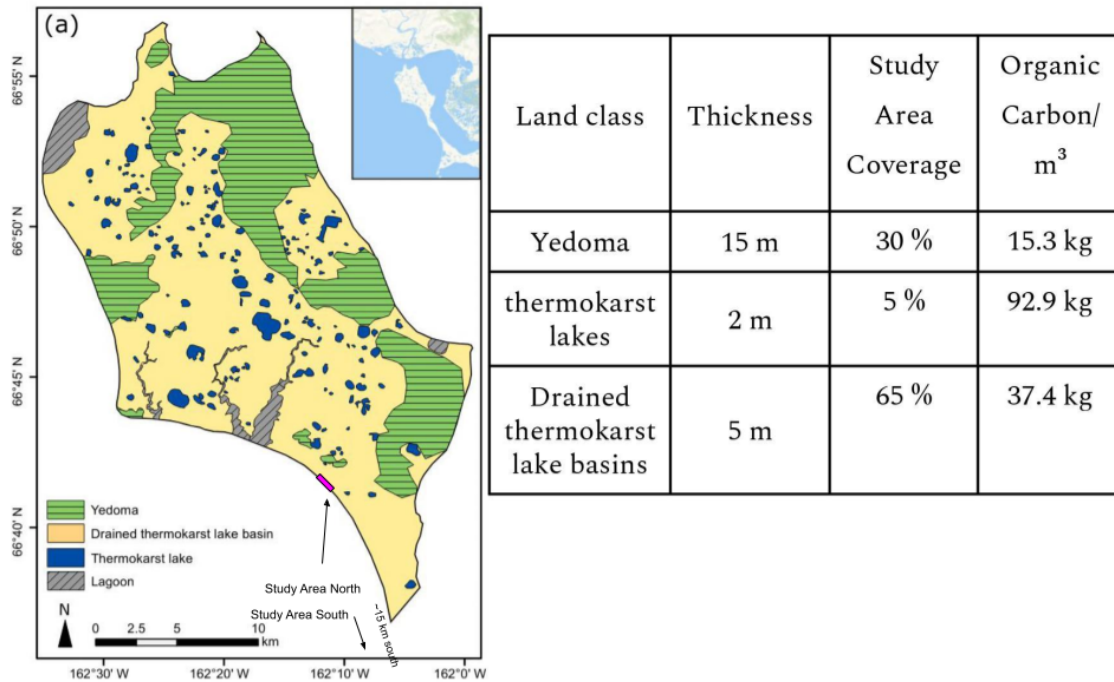 (a)
66°55' N
66°50' N
66°45' N
66°40' N
Yedoma
Drained thermokarst lake basin
Thermokarst lake
Lagoon
N
0 2.5 5 10
km
Study Area North
Study Area South
~15 km south
162°30' W 162°20' W 162°10' W 162°0' W
Land class Thickness Study
Area
Coverage Organic
Carbon/
m³
Yedoma 15 m 30 % 15.3 kg
thermokarst
lakes 2 m 5 % 92.9 kg
Drained
thermokarst
lake basins 5 m 65 % 37.4 kg